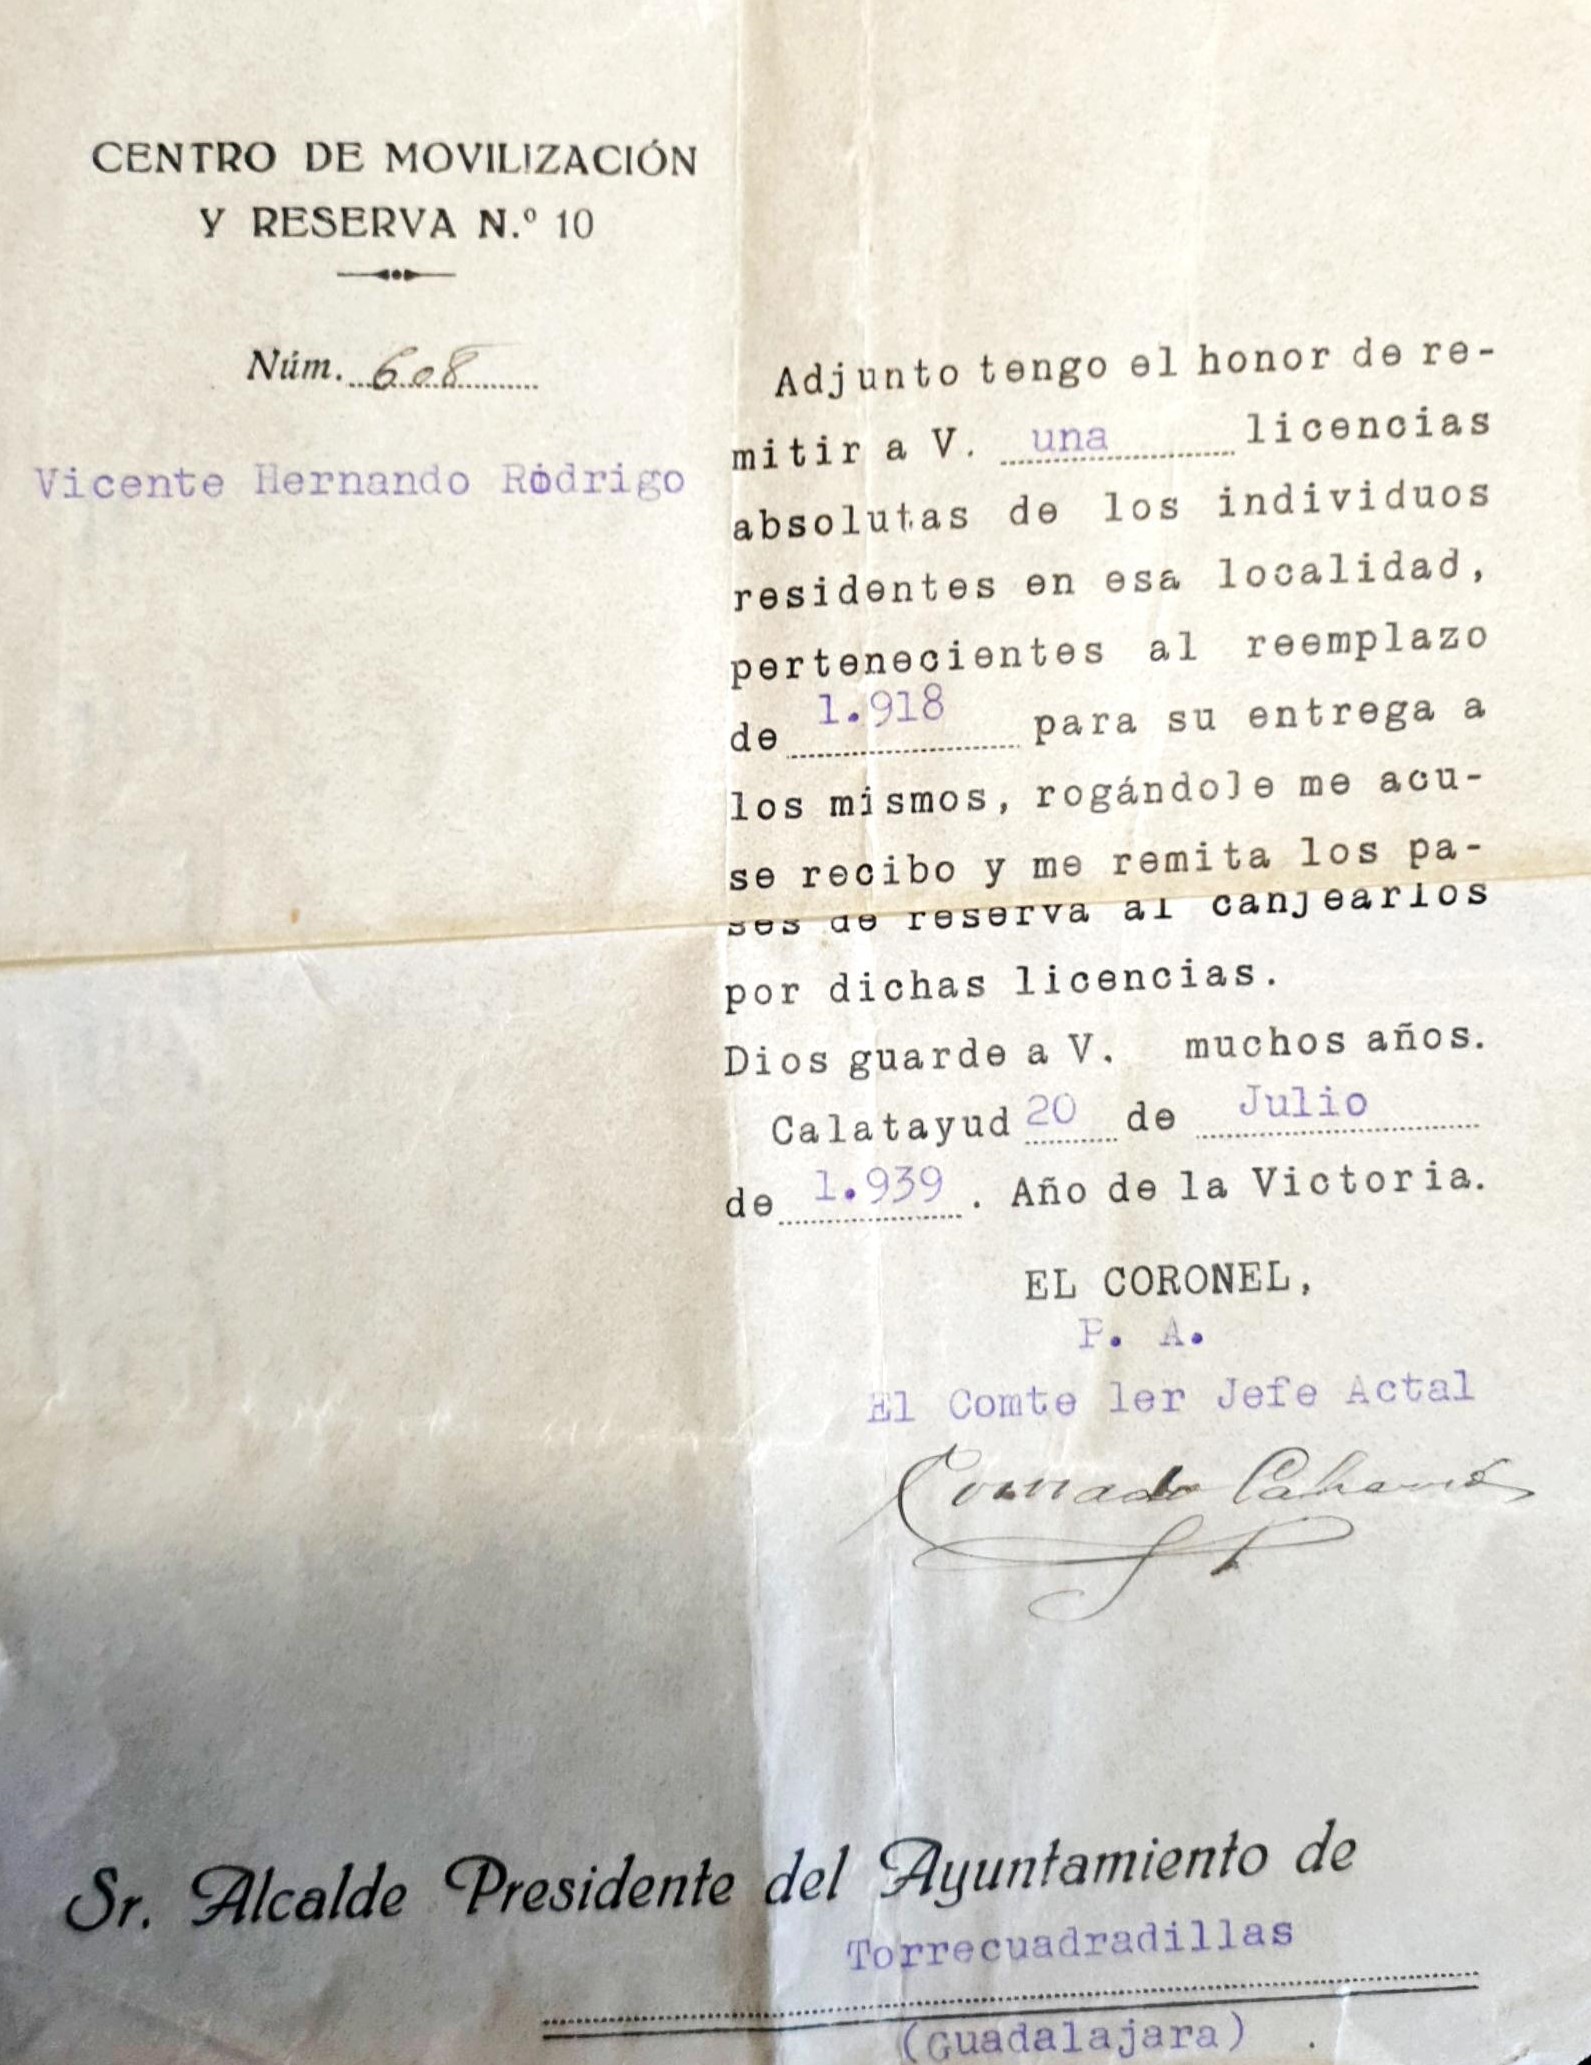 CENTRO DE MOVILIZACIÓN
Y RESERVA N.º 10
Núm. 608
Vicente Hernando Rodrigo
Adjunto tengo el honor de re-
mitir a V. una licencias
absolutas de los individuos
residentes en esa localidad,
pertenecientes al reemplazo
de 1.918 para su entrega a
los mismos, rogándole me acu-
se recibo y me remita los pa-
ses de reserva al canjearlos
por dichas licencias.
Dios guarde a V. muchos años.
Calatayud 20 de Julio
de 1.939. Año de la Victoria.
EL CORONEL,
P. A.
El Comte 1er Jefe Actal
Conrado
Sr. Alcalde Presidente del Ayuntamiento de
Torrecuadradillas
(Guadalajara)